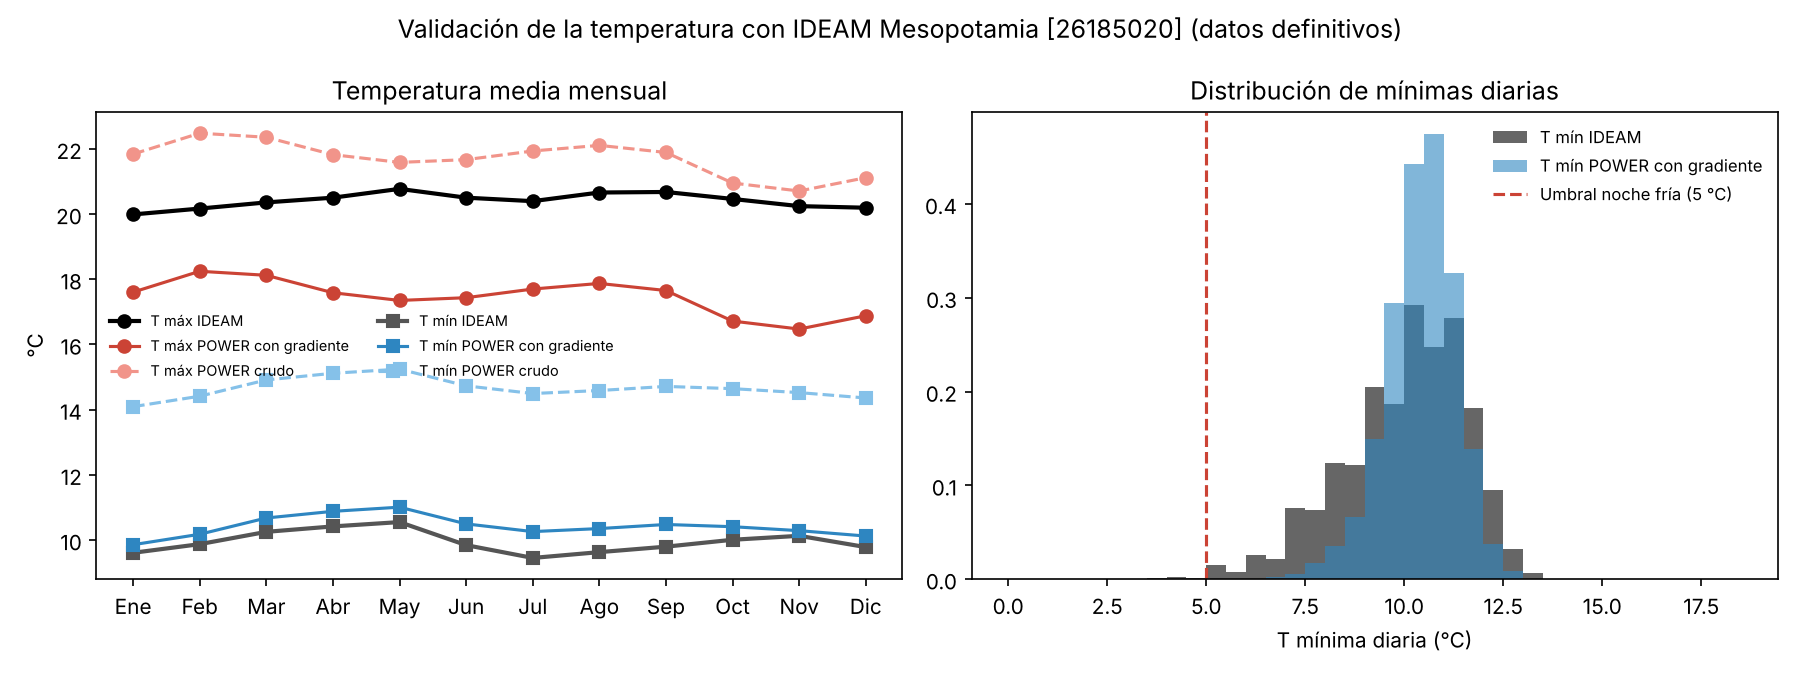 Validación de la temperatura con IDEAM Mesopotamia [26185020] (datos definitivos)
Temperatura media mensual
°C
22
20
18
16
14
12
10
T máx IDEAM
T máx POWER con gradiente
T máx POWER crudo
T mín IDEAM
T mín POWER con gradiente
T mín POWER crudo
Ene Feb Mar Abr May Jun Jul Ago Sep Oct Nov Dic
Distribución de mínimas diarias
0.4
0.3
0.2
0.1
0.0
T mín IDEAM
T mín POWER con gradiente
Umbral noche fría (5 °C)
0.0 2.5 5.0 7.5 10.0 12.5 15.0 17.5
T mínima diaria (°C)